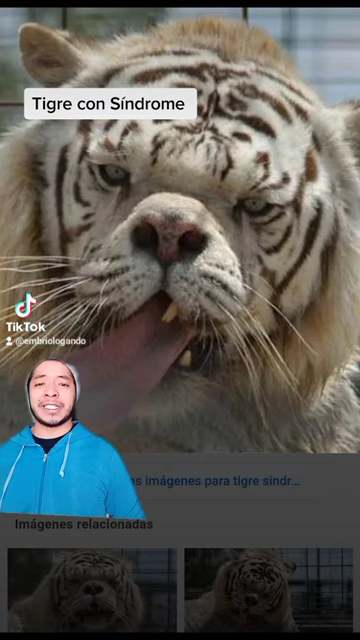 Tigre con Síndrome
TikTok
@embriologando
imágenes para tigre sindr...
Imágenes relacionadas